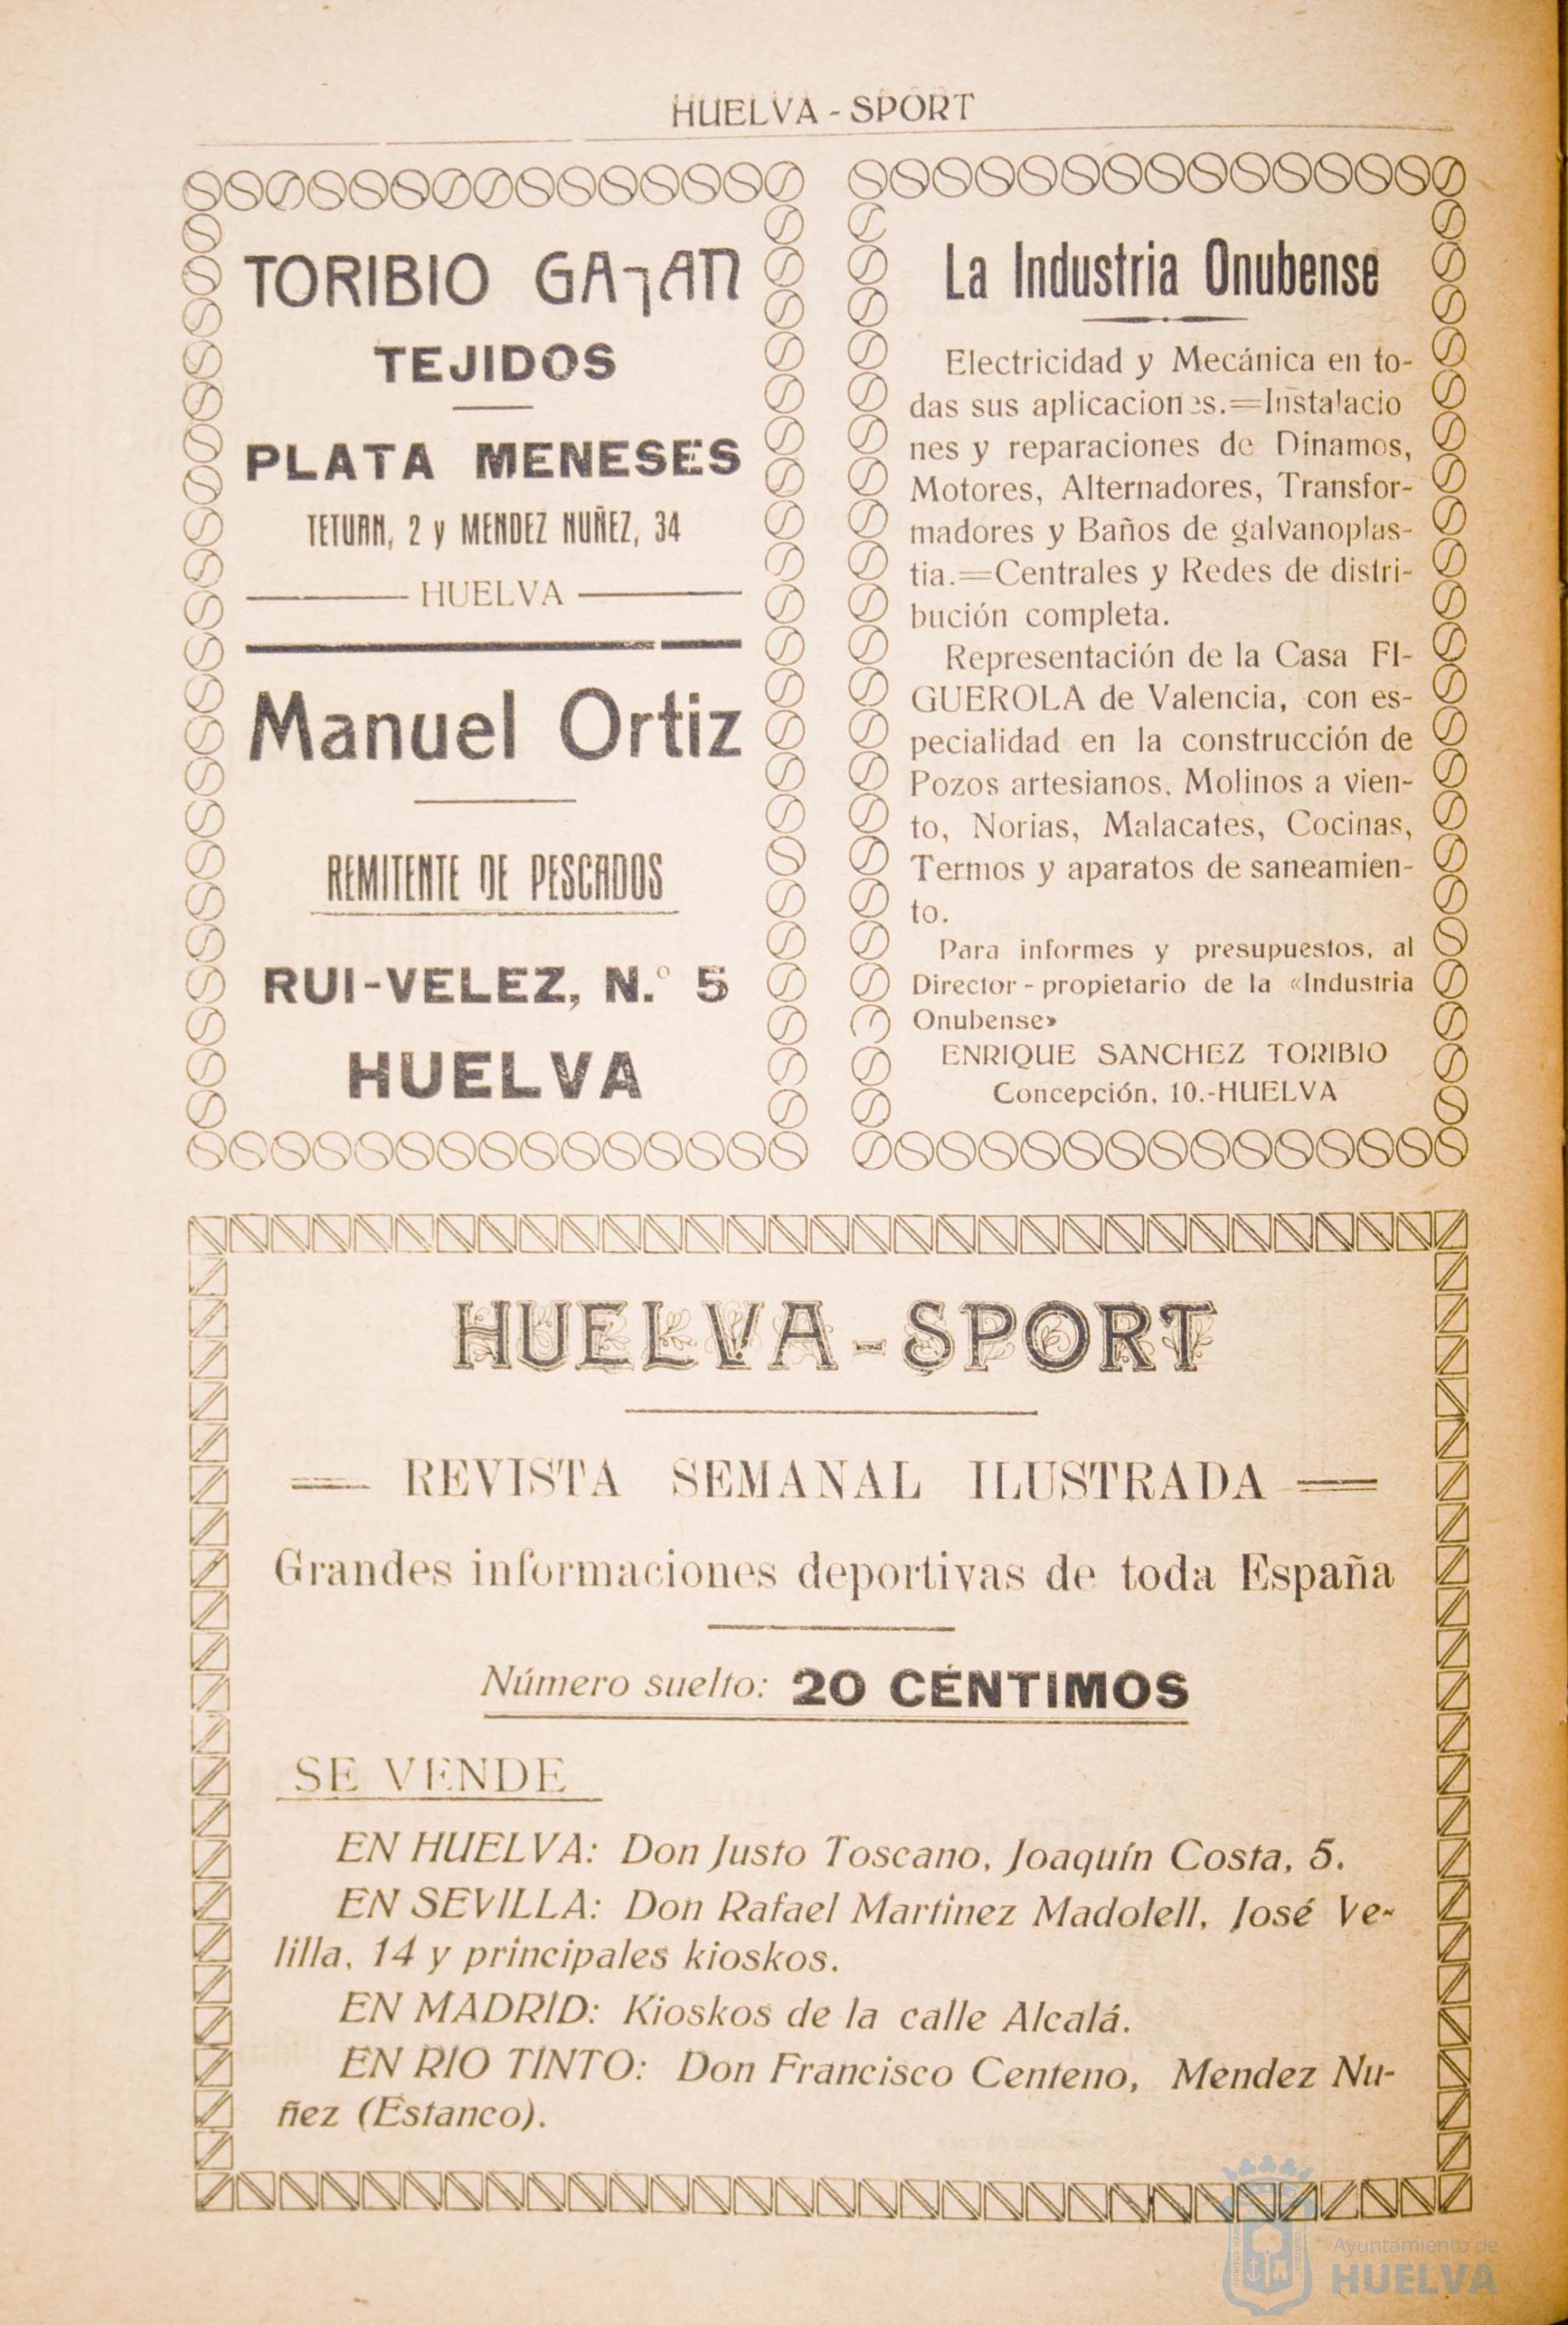 HUELVA - SPORT
TORIBIO GAJAN
TEJIDOS
PLATA MENESES
TETUAN, 2 y MENDEZ NUÑEZ, 34
HUELVA
Manuel Ortiz
REMITENTE DE PESCADOS
RUI-VELEZ, N.º 5
HUELVA
La Industria Onubense
Electricidad y Mecánica en to-
das sus aplicaciones.=Instalacio
nes y reparaciones de Dinamos,
Motores, Alternadores, Transfor-
madores y Baños de galvanoplas-
tia.=Centrales y Redes de distri-
bución completa.
Representación de la Casa FI-
GUEROLA de Valencia, con es-
pecialidad en la construcción de
Pozos artesianos, Molinos a vien-
to, Norias, Malacates, Cocinas,
Termos y aparatos de saneamien-
to.
Para informes y presupuestos, al
Director - propietario de la «Industria
Onubense»
ENRIQUE SANCHEZ TORIBIO
Concepción, 10.-HUELVA
HUELVA - SPORT
= REVISTA SEMANAL ILUSTRADA =
Grandes informaciones deportivas de toda España
Número suelto: 20 CÉNTIMOS
SE VENDE
EN HUELVA: Don Justo Toscano, Joaquín Costa, 5.
EN SEVILLA: Don Rafael Martinez Madolell, José Ve-
lilla, 14 y principales kioskos.
EN MADRID: Kioskos de la calle Alcalá.
EN RIO TINTO: Don Francisco Centeno, Mendez Nu-
ñez (Estanco).
Ayuntamiento de
HUELVA